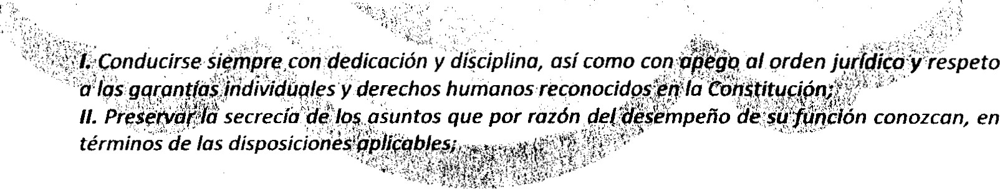 I. Conducirse siempre con dedicación y disciplina, así como con apego al orden jurídico y respeto
a las garantías individuales y derechos humanos reconocidos en la Constitución;
II. Preservar la secrecía de los asuntos que por razón del desempeño de su función conozcan, en
términos de las disposiciones aplicables;